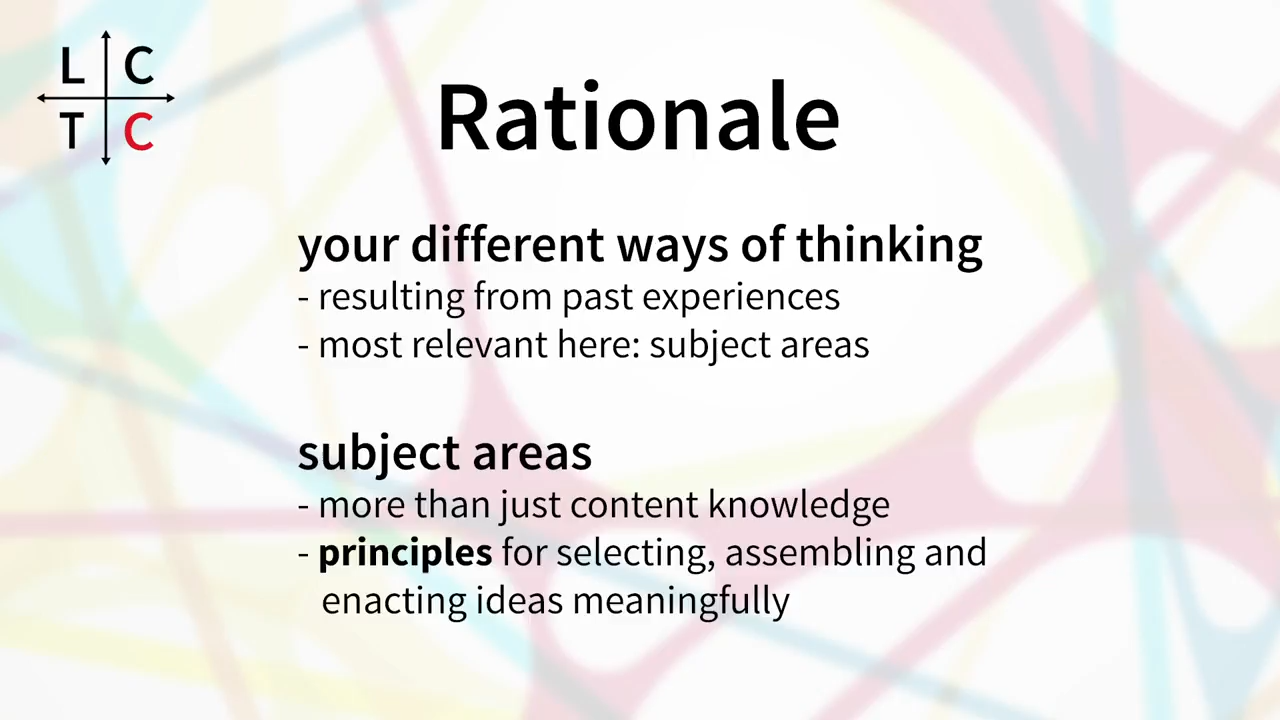 L C
T C
Rationale
your different ways of thinking
- resulting from past experiences
- most relevant here: subject areas
subject areas
- more than just content knowledge
- principles for selecting, assembling and
enacting ideas meaningfully